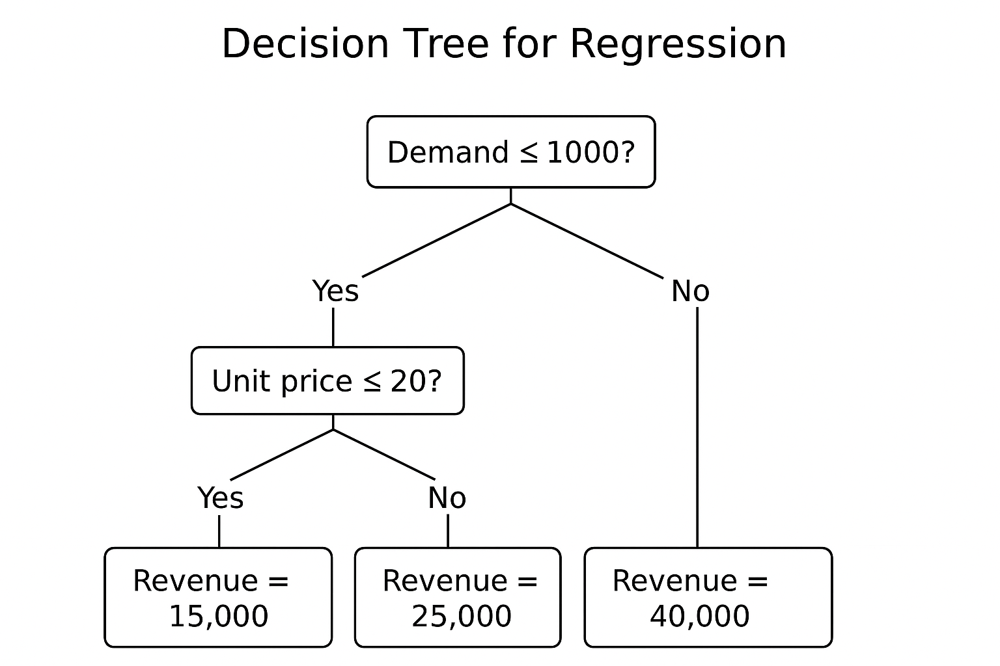 Decision Tree for Regression
Demand ≤ 1000?
Yes
No
Unit price ≤ 20?
Yes
No
Revenue =
15,000
Revenue =
25,000
Revenue =
40,000